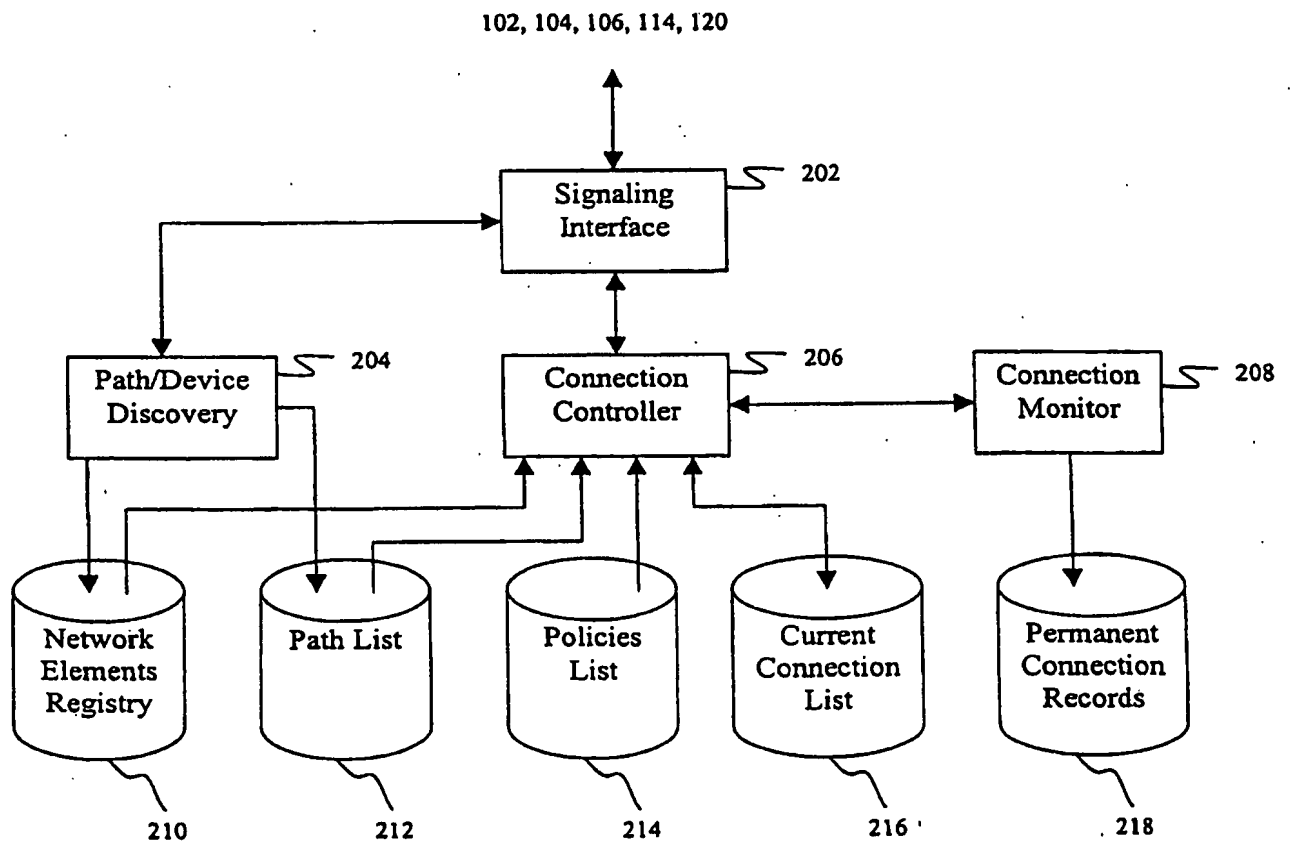 102, 104, 106, 114, 120
Signaling
Interface
202
Path/Device
Discovery
204
Connection
Controller
206
Connection
Monitor
208
Network
Elements
Registry
Path List
Policies
List
Current
Connection
List
Permanent
Connection
Records
210
212
214
216
218